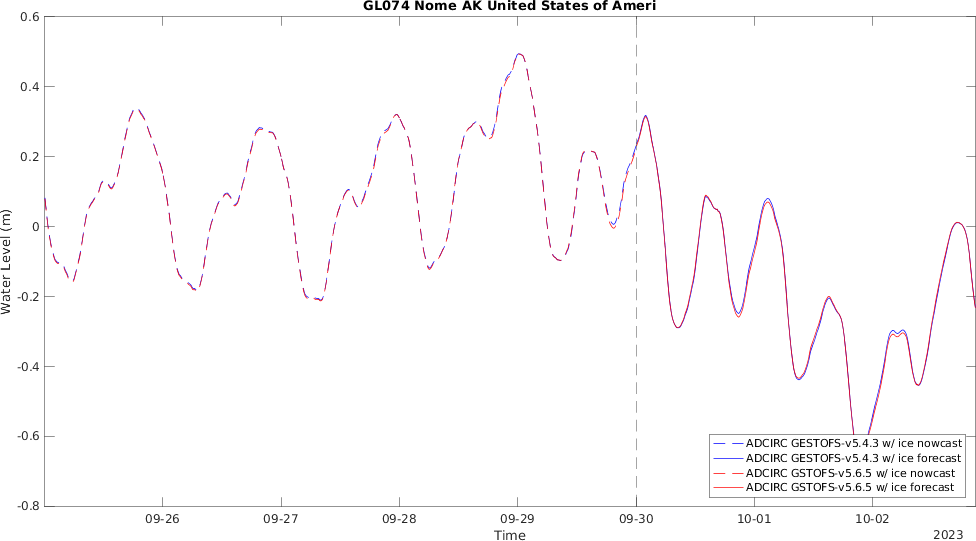 GL074 Nome AK United States of Ameri
0.6
0.4
0.2
0
-0.2
-0.4
-0.6
-0.8
Water Level (m)
ADCIRC GESTOFS-v5.4.3 w/ ice nowcast
ADCIRC GESTOFS-v5.4.3 w/ ice forecast
ADCIRC GSTOFS-v5.6.5 w/ ice nowcast
ADCIRC GSTOFS-v5.6.5 w/ ice forecast
09-26 09-27 09-28 09-29 09-30 10-01 10-02
Time
2023